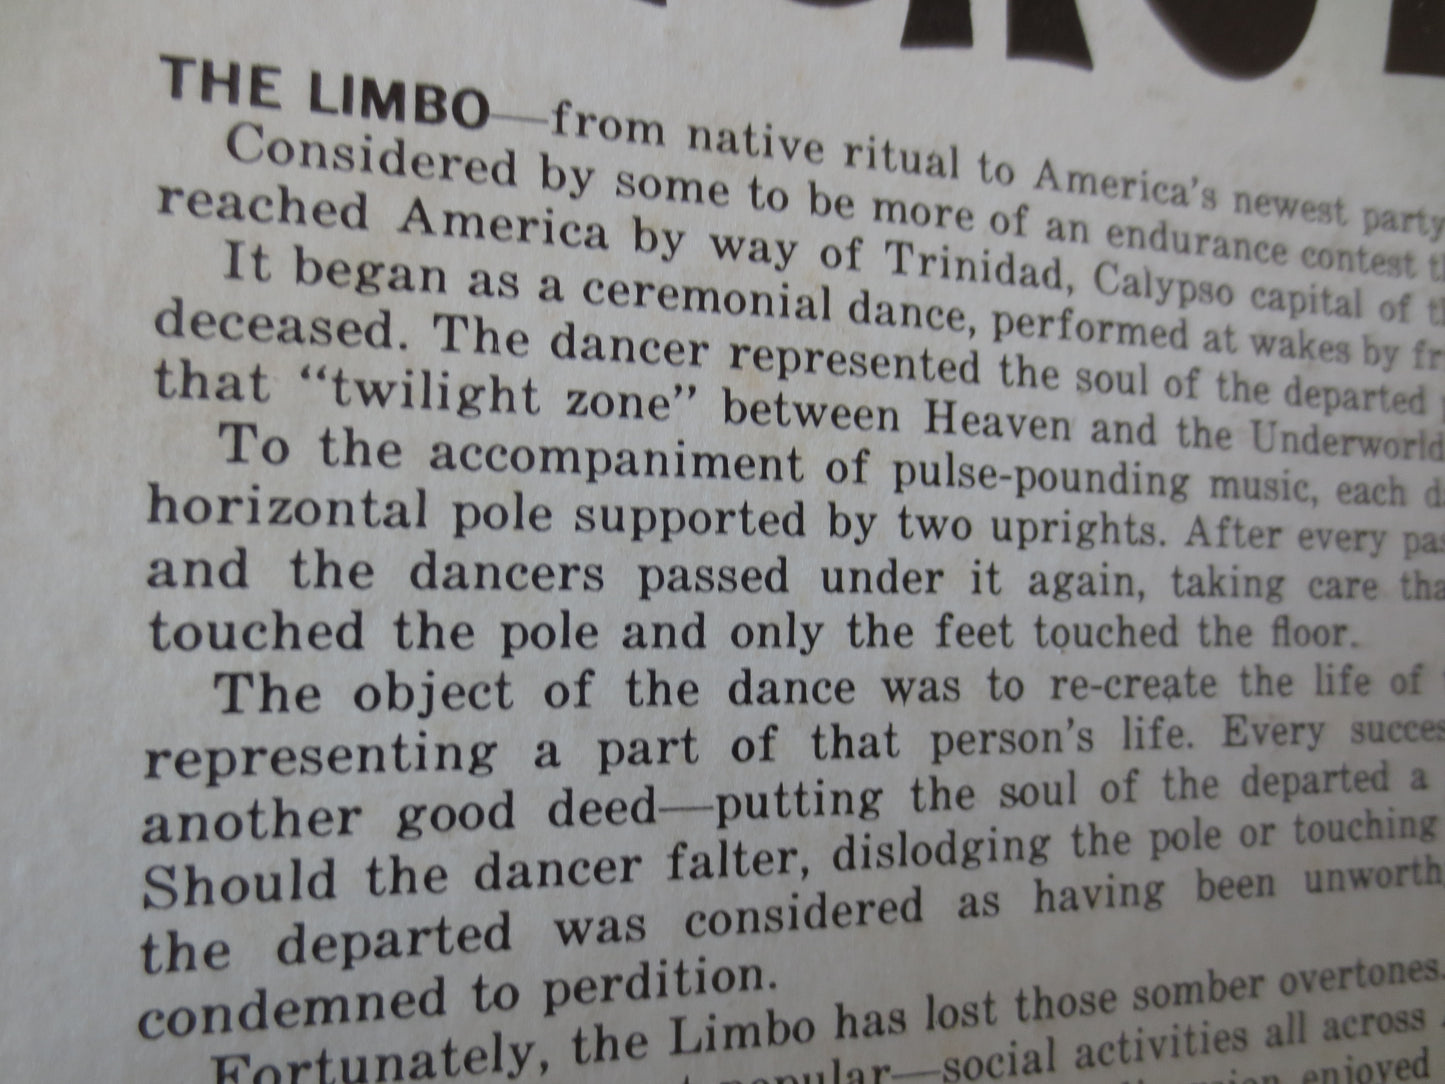 THE LIMBO—from native ritual to America's newest party
Considered by some to be more of an endurance contest
reached America by way of Trinidad, Calypso capital of
It began as a ceremonial dance, performed at wakes by
deceased. The dancer represented the soul of the departed
that “twilight zone” between Heaven and the Underworld
To the accompaniment of pulse-pounding music, each
horizontal pole supported by two uprights. After every
and the dancers passed under it again, taking care
touched the pole and only the feet touched the floor.
The object of the dance was to re-create the life of
representing a part of that person's life. Every
another good deed—putting the soul of the departed a
Should the dancer falter, dislodging the pole or touching
the departed was considered as having been
condemned to perdition.
Fortunately, the Limbo has lost those somber overtones.
popular—social activities all across
enjoyed